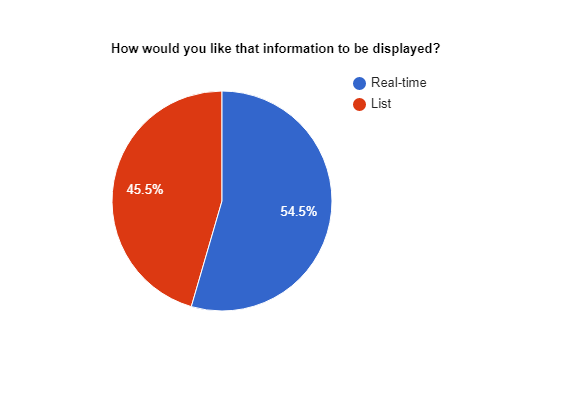 How would you like that information to be displayed?
Real-time
List
45.5%
54.5%